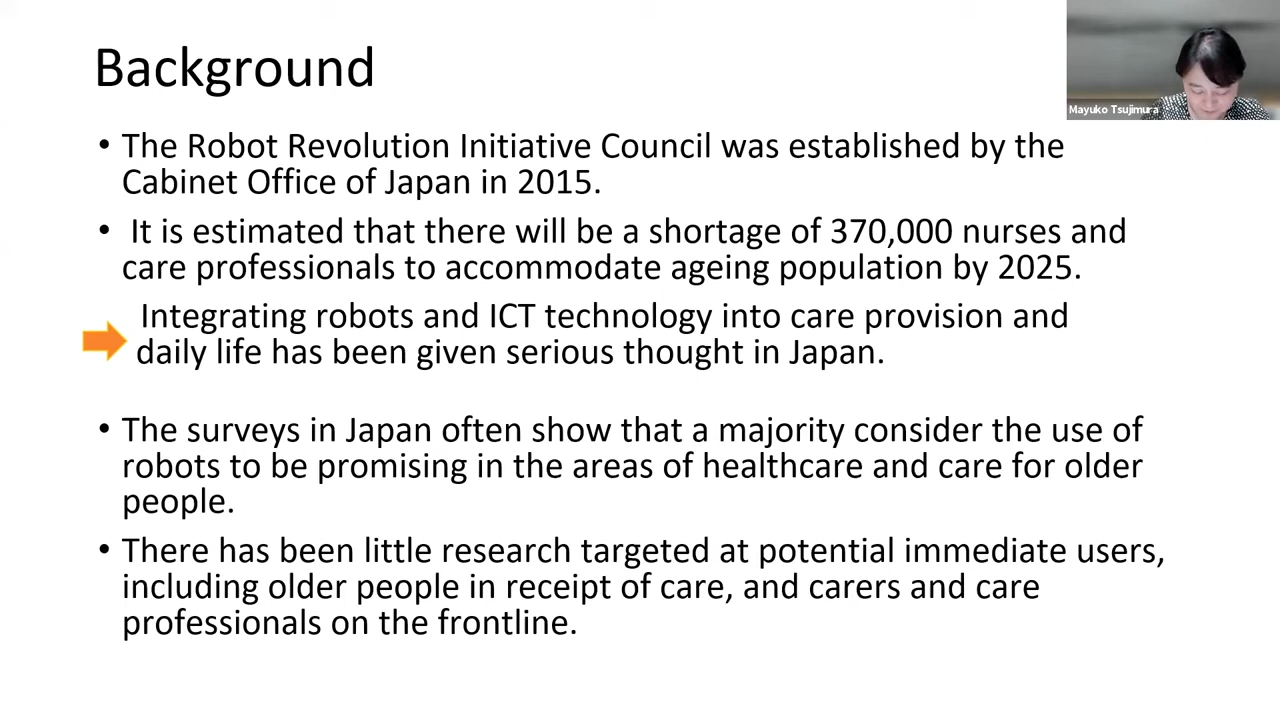 Background
Mayuko Tsujimura
• The Robot Revolution Initiative Council was established by the
Cabinet Office of Japan in 2015.
• It is estimated that there will be a shortage of 370,000 nurses and
care professionals to accommodate ageing population by 2025.
Integrating robots and ICT technology into care provision and
daily life has been given serious thought in Japan.
• The surveys in Japan often show that a majority consider the use of
robots to be promising in the areas of healthcare and care for older
people.
• There has been little research targeted at potential immediate users,
including older people in receipt of care, and carers and care
professionals on the frontline.